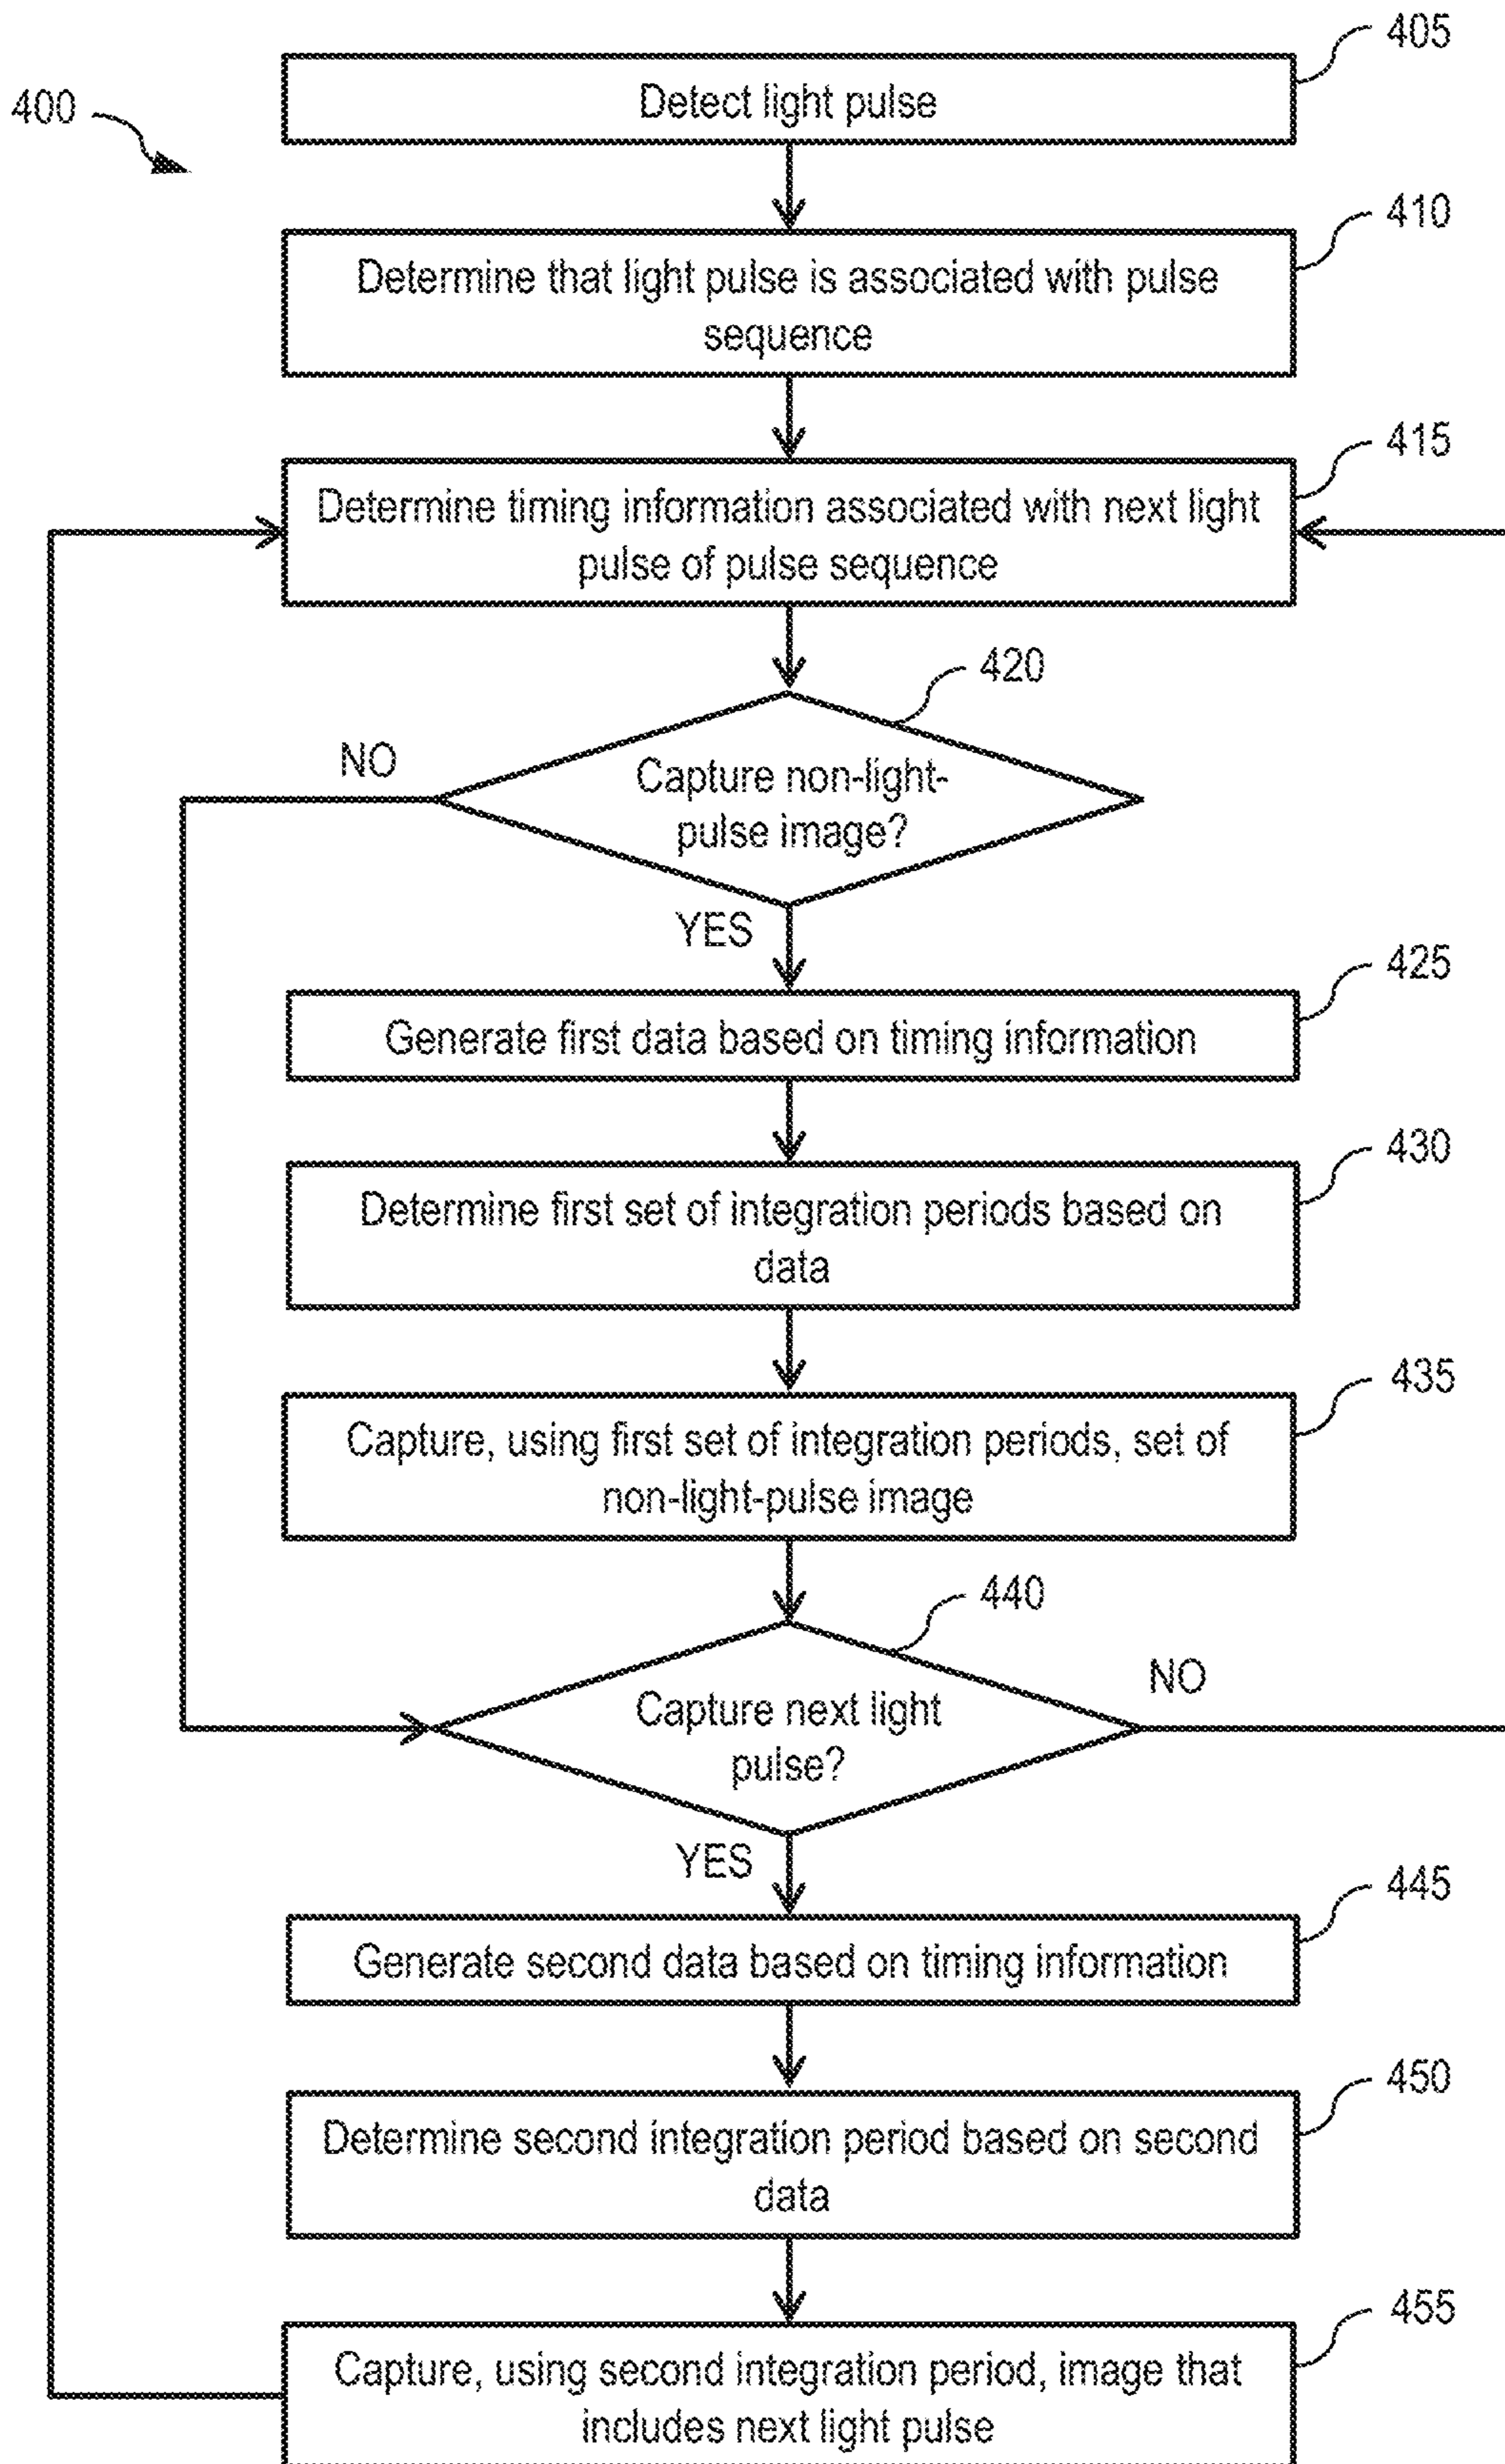 405
400
Detect light pulse
410
Determine that light pulse is associated with pulse
sequence
415
Determine timing information associated with next light
pulse of pulse sequence
420
NO
Capture non-light-
pulse image?
YES
425
Generate first data based on timing information
430
Determine first set of integration periods based on
data
435
Capture, using first set of integration periods, set of
non-light-pulse image
440
NO
Capture next light
pulse?
YES
445
Generate second data based on timing information
450
Determine second integration period based on second
data
455
Capture, using second integration period, image that
includes next light pulse